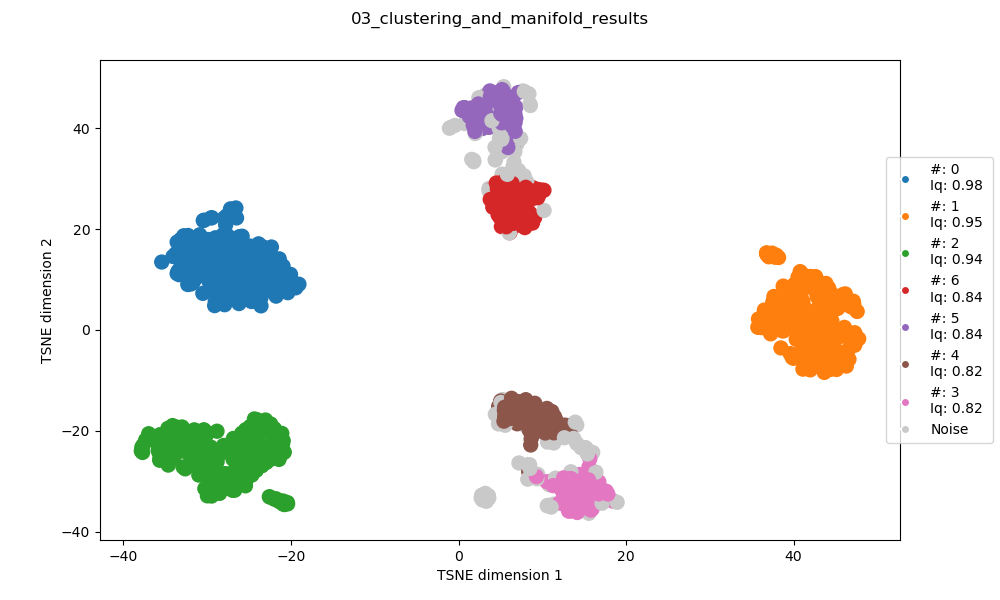 03_clustering_and_manifold_results
TSNE dimension 2
40
20
0
−20
−40
−40
−20
0
20
40
TSNE dimension 1
#: 0
Iq: 0.98
#: 1
Iq: 0.95
#: 2
Iq: 0.94
#: 6
Iq: 0.84
#: 5
Iq: 0.84
#: 4
Iq: 0.82
#: 3
Iq: 0.82
Noise